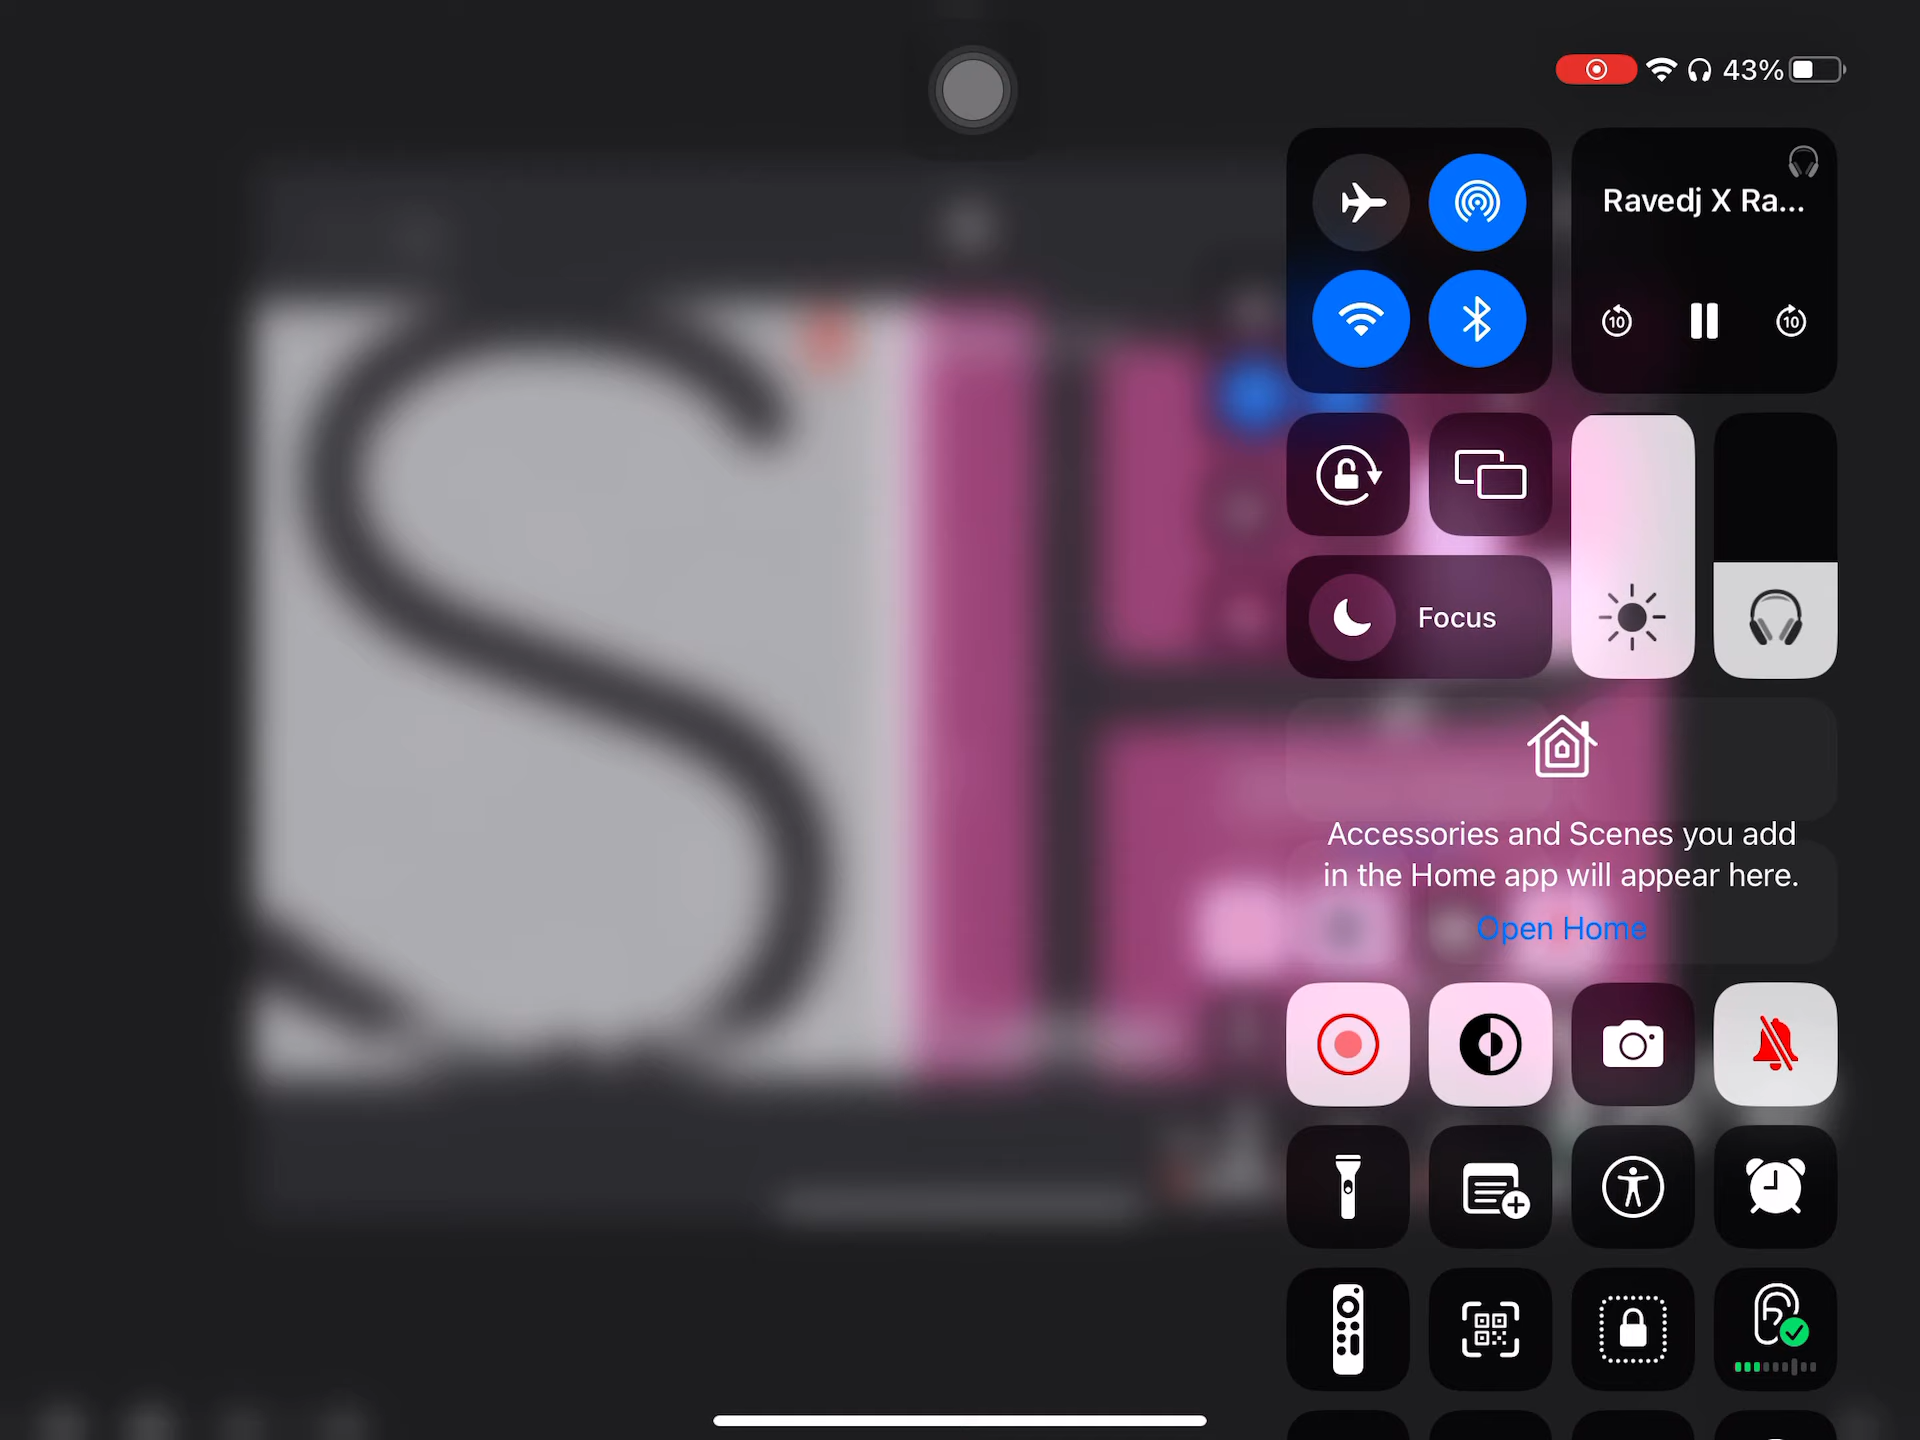 43%
Ravedj X Ra...
10
10
Focus
Accessories and Scenes you add
in the Home app will appear here.
Open Home